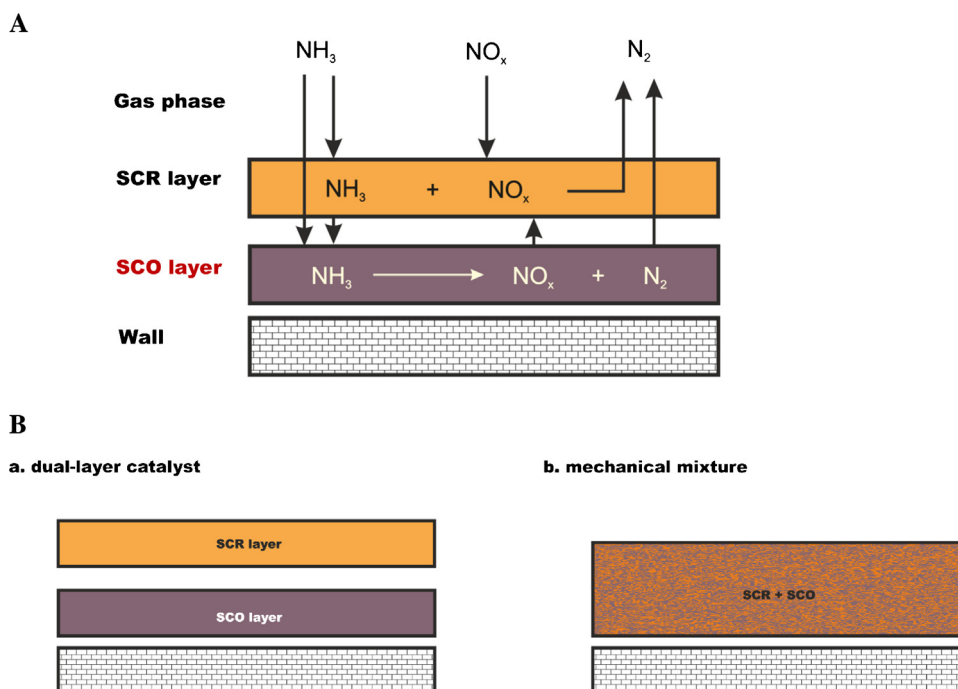 A
NH₃ NOₓ N₂
Gas phase
SCR layer NH₃ + NOₓ
SCO layer NH₃ NOₓ + N₂
Wall
B
a. dual-layer catalyst b. mechanical mixture
SCR layer
SCR + SCO
SCO layer